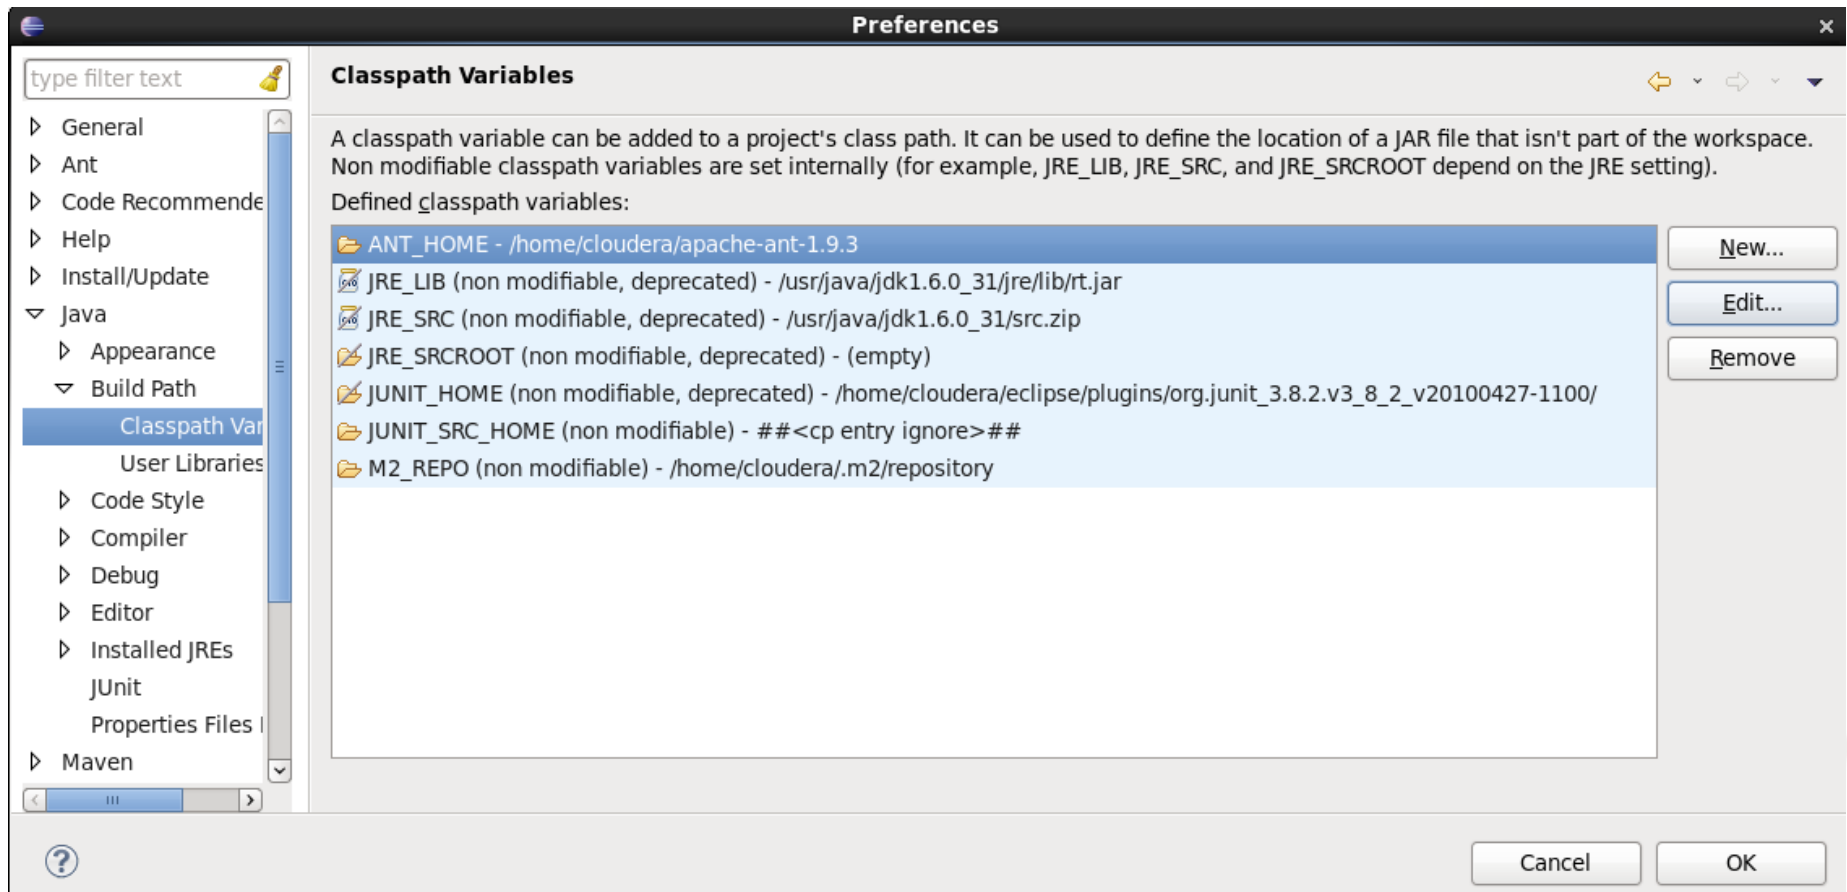 Preferences
type filter text
General
Ant
Code Recommende
Help
Install/Update
Java
Appearance
Build Path
Classpath Var
User Libraries
Code Style
Compiler
Debug
Editor
Installed JREs
JUnit
Properties Files
Maven
Classpath Variables
A classpath variable can be added to a project's class path. It can be used to define the location of a JAR file that isn't part of the workspace.
Non modifiable classpath variables are set internally (for example, JRE_LIB, JRE_SRC, and JRE_SRCROOT depend on the JRE setting).
Defined classpath variables:
ANT_HOME - /home/cloudera/apache-ant-1.9.3
JRE_LIB (non modifiable, deprecated) - /usr/java/jdk1.6.0_31/jre/lib/rt.jar
JRE_SRC (non modifiable, deprecated) - /usr/java/jdk1.6.0_31/src.zip
JRE_SRCROOT (non modifiable, deprecated) - (empty)
JUNIT_HOME (non modifiable, deprecated) - /home/cloudera/eclipse/plugins/org.junit_3.8.2.v3_8_2_v20100427-1100/
JUNIT_SRC_HOME (non modifiable) - ##<cp entry ignore>##
M2_REPO (non modifiable) - /home/cloudera/.m2/repository
New...
Edit...
Remove
Cancel
OK